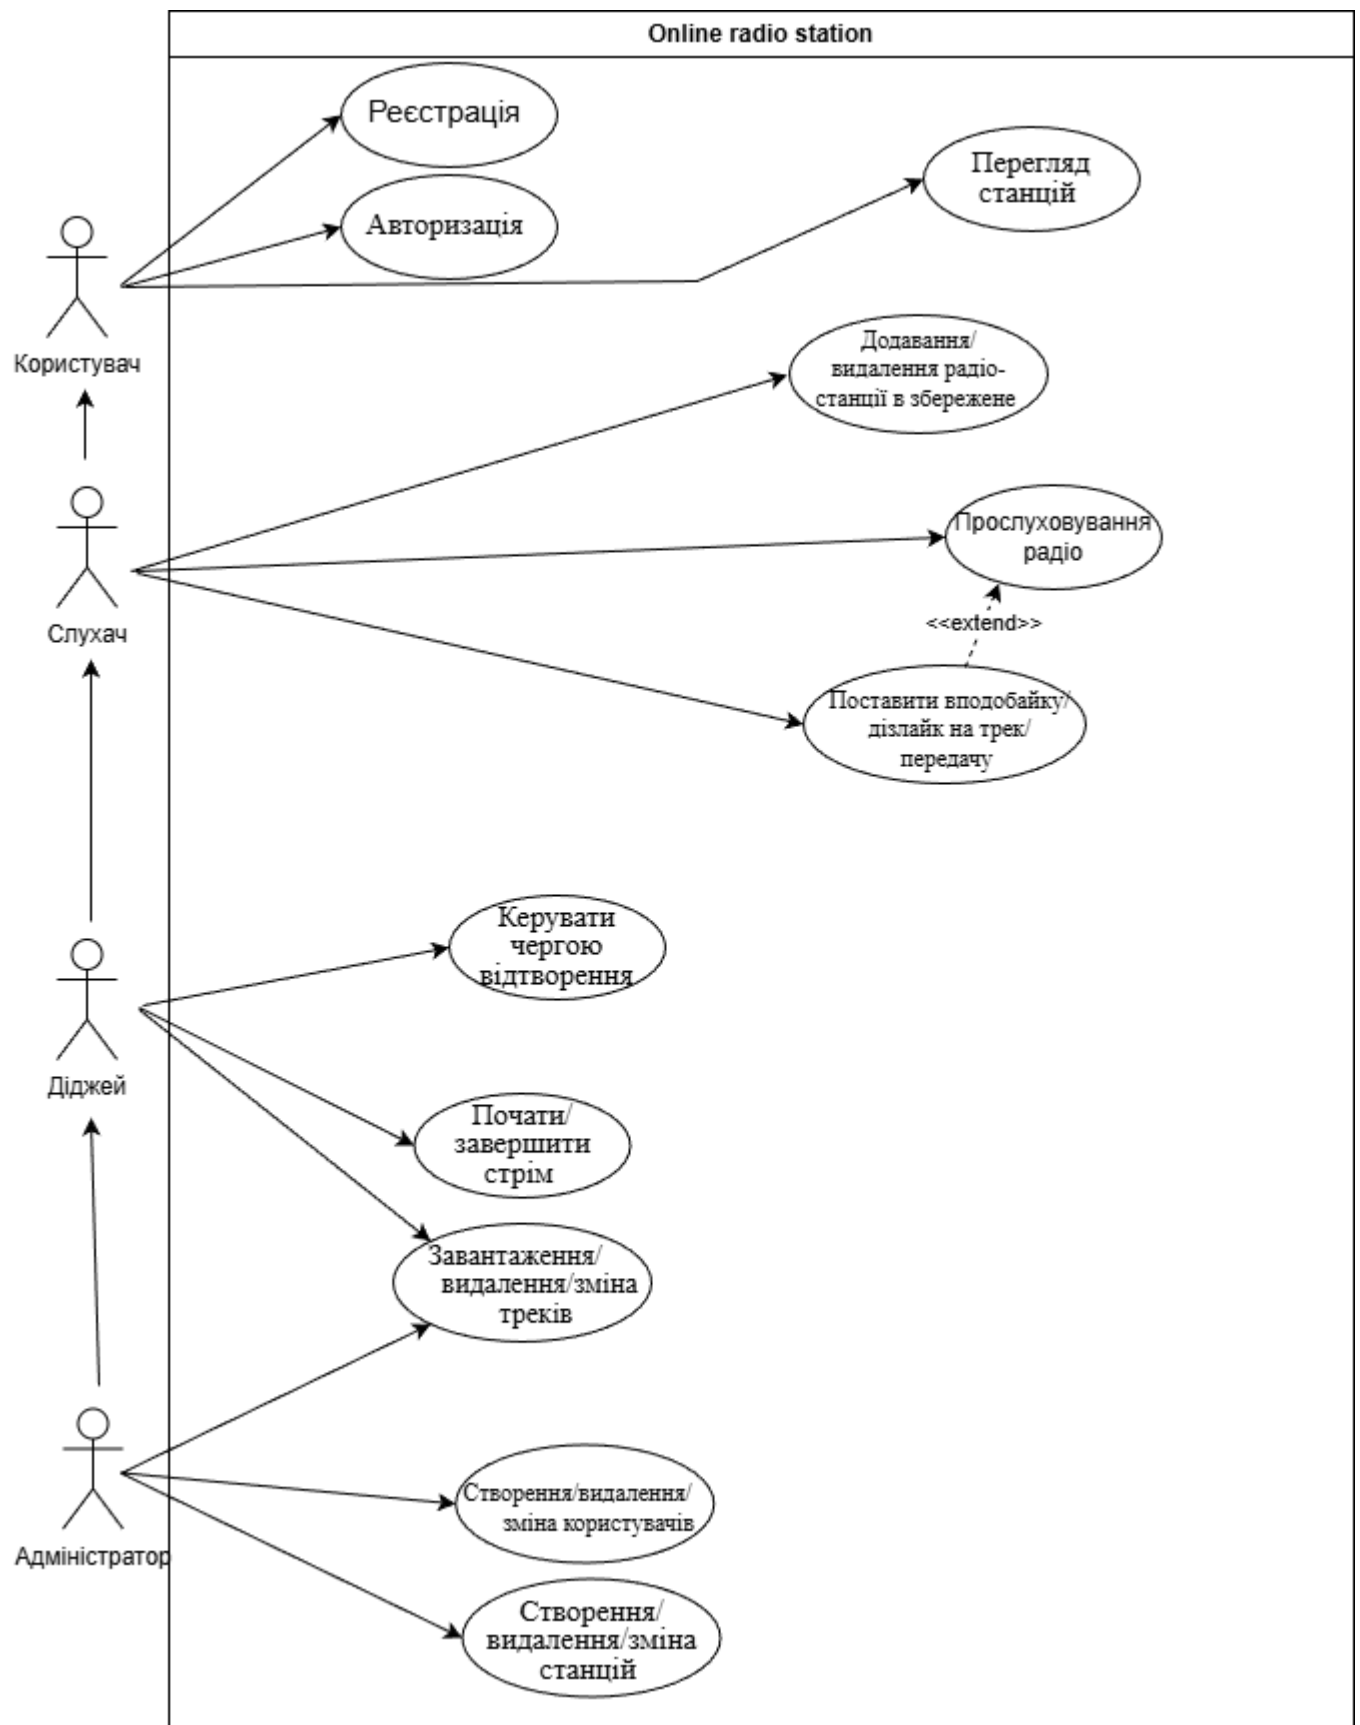 Online radio station
Реєстрація
Перегляд
станцій
Авторизація
Користувач
Додавання/
видалення радіо-
станції в збережене
Прослуховування
радіо
Слухач
<<extend>>
Поставити вподобайку/
дізлайк на трек/
передачу
Керувати
чергою
відтворення
Діджей
Почати/
завершити
стрім
Завантаження/
видалення/зміна
треків
Створення/видалення/
зміна користувачів
Адміністратор
Створення/
видалення/зміна
станцій